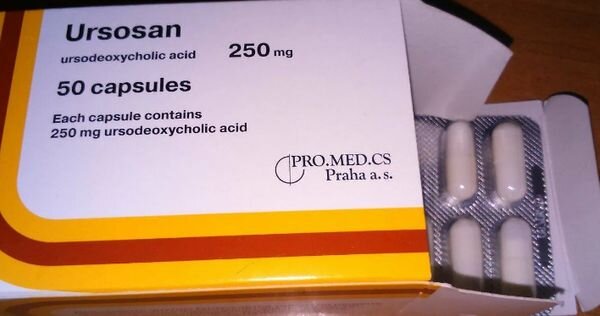 Ursosan
ursodeoxycholic acid 250 mg
50 capsules
Each capsule contains
250 mg ursodeoxycholic acid
PRO.MED.CS
Praha a. s.